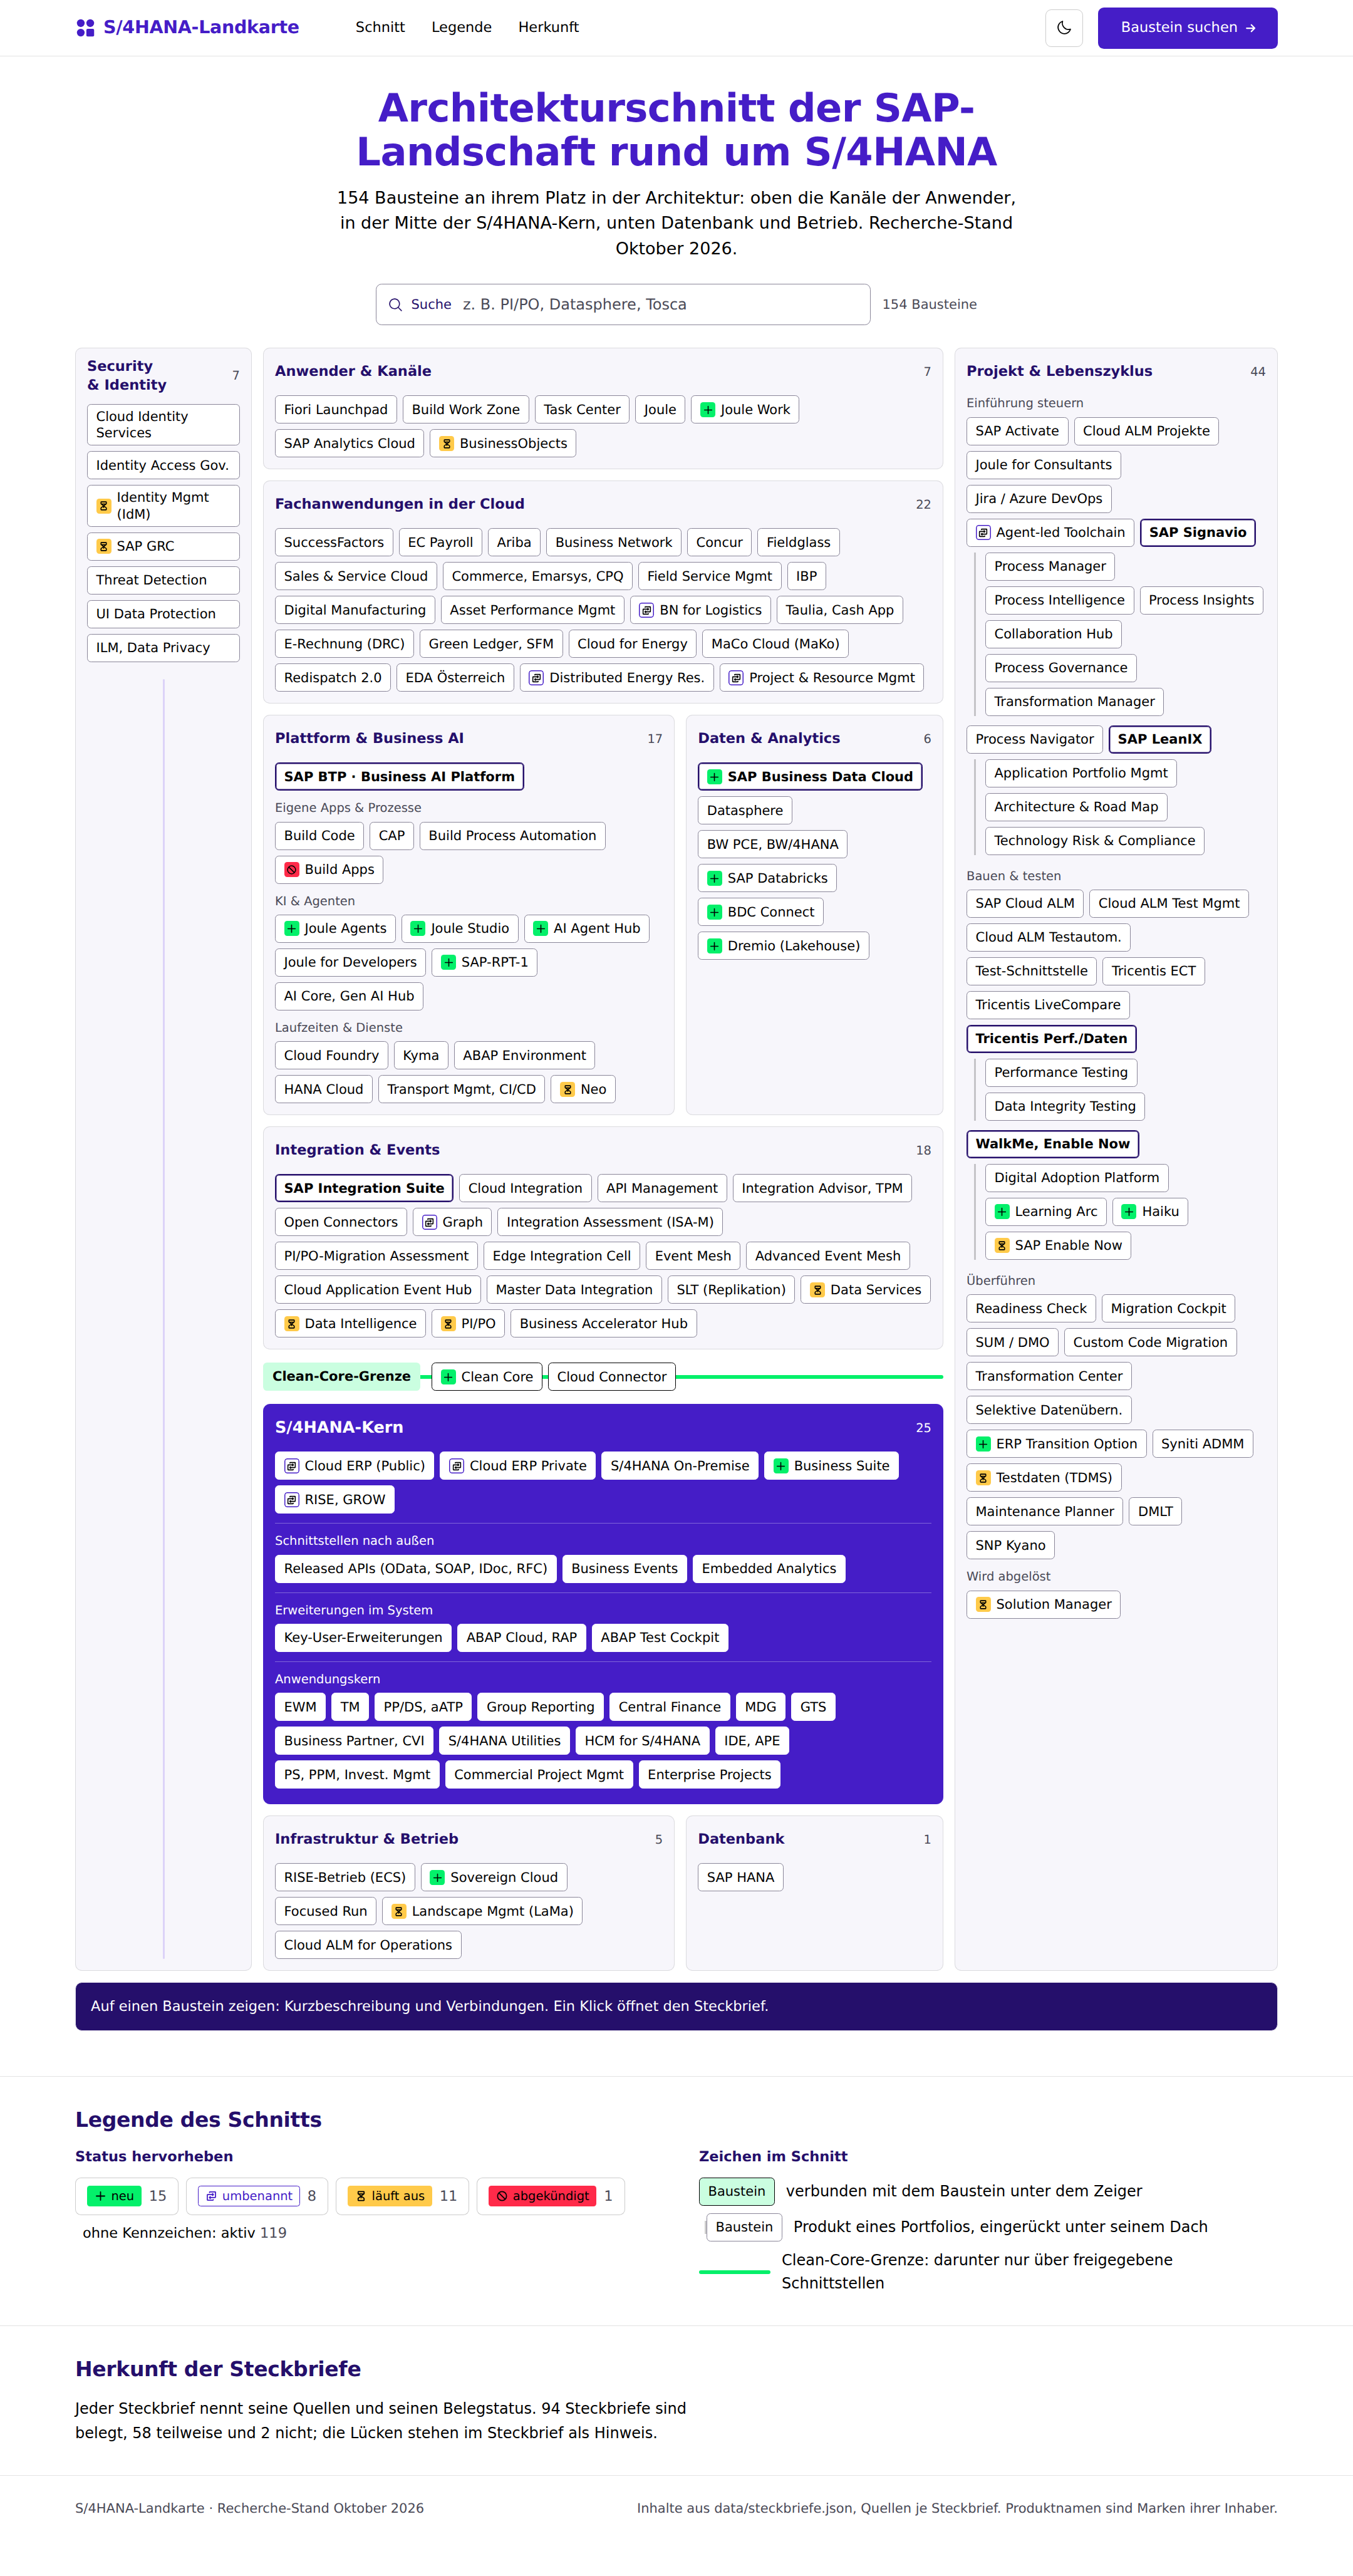 S/4HANA-Landkarte
Schnitt
Legende
Herkunft
Baustein suchen →
Architekturschnitt der SAP-
Landschaft rund um S/4HANA
154 Bausteine an ihrem Platz in der Architektur: oben die Kanäle der Anwender,
in der Mitte der S/4HANA-Kern, unten Datenbank und Betrieb. Recherche-Stand
Oktober 2026.
Suche z. B. PI/PO, Datasphere, Tosca
154 Bausteine
Security
& Identity
7
Cloud Identity
Services
Identity Access Gov.
Identity Mgmt
(IdM)
SAP GRC
Threat Detection
UI Data Protection
ILM, Data Privacy
Anwender & Kanäle 7
Fiori Launchpad Build Work Zone Task Center Joule Joule Work
SAP Analytics Cloud BusinessObjects
Fachanwendungen in der Cloud 22
SuccessFactors EC Payroll Ariba Business Network Concur Fieldglass
Sales & Service Cloud Commerce, Emarsys, CPQ Field Service Mgmt IBP
Digital Manufacturing Asset Performance Mgmt BN for Logistics Taulia, Cash App
E-Rechnung (DRC) Green Ledger, SFM Cloud for Energy MaCo Cloud (MaKo)
Redispatch 2.0 EDA Österreich Distributed Energy Res. Project & Resource Mgmt
Plattform & Business AI 17
SAP BTP · Business AI Platform
Eigene Apps & Prozesse
Build Code CAP Build Process Automation
Build Apps
KI & Agenten
Joule Agents Joule Studio AI Agent Hub
Joule for Developers SAP-RPT-1
AI Core, Gen AI Hub
Laufzeiten & Dienste
Cloud Foundry Kyma ABAP Environment
HANA Cloud Transport Mgmt, CI/CD Neo
Daten & Analytics 6
SAP Business Data Cloud
Datasphere
BW PCE, BW/4HANA
SAP Databricks
BDC Connect
Dremio (Lakehouse)
Integration & Events 18
SAP Integration Suite Cloud Integration API Management Integration Advisor, TPM
Open Connectors Graph Integration Assessment (ISA-M)
PI/PO-Migration Assessment Edge Integration Cell Event Mesh Advanced Event Mesh
Cloud Application Event Hub Master Data Integration SLT (Replikation) Data Services
Data Intelligence PI/PO Business Accelerator Hub
Clean-Core-Grenze Clean Core Cloud Connector
S/4HANA-Kern 25
Cloud ERP (Public) Cloud ERP Private S/4HANA On-Premise Business Suite
RISE, GROW
Schnittstellen nach außen
Released APIs (OData, SOAP, IDoc, RFC) Business Events Embedded Analytics
Erweiterungen im System
Key-User-Erweiterungen ABAP Cloud, RAP ABAP Test Cockpit
Anwendungskern
EWM TM PP/DS, aATP Group Reporting Central Finance MDG GTS
Business Partner, CVI S/4HANA Utilities HCM for S/4HANA IDE, APE
PS, PPM, Invest. Mgmt Commercial Project Mgmt Enterprise Projects
Infrastruktur & Betrieb 5
RISE-Betrieb (ECS) Sovereign Cloud
Focused Run Landscape Mgmt (LaMa)
Cloud ALM for Operations
Datenbank 1
SAP HANA
Projekt & Lebenszyklus 44
Einführung steuern
SAP Activate Cloud ALM Projekte
Joule for Consultants
Jira / Azure DevOps
Agent-led Toolchain SAP Signavio
Process Manager
Process Intelligence Process Insights
Collaboration Hub
Process Governance
Transformation Manager
Process Navigator SAP LeanIX
Application Portfolio Mgmt
Architecture & Road Map
Technology Risk & Compliance
Bauen & testen
SAP Cloud ALM Cloud ALM Test Mgmt
Cloud ALM Testautom.
Test-Schnittstelle Tricentis ECT
Tricentis LiveCompare
Tricentis Perf./Daten
Performance Testing
Data Integrity Testing
WalkMe, Enable Now
Digital Adoption Platform
Learning Arc Haiku
SAP Enable Now
Überführen
Readiness Check Migration Cockpit
SUM / DMO Custom Code Migration
Transformation Center
Selektive Datenübern.
ERP Transition Option Syniti ADMM
Testdaten (TDMS)
Maintenance Planner DMLT
SNP Kyano
Wird abgelöst
Solution Manager
Auf einen Baustein zeigen: Kurzbeschreibung und Verbindungen. Ein Klick öffnet den Steckbrief.
Legende des Schnitts
Status hervorheben
neu 15 umbenannt 8 läuft aus 11 abgekündigt 1
ohne Kennzeichen: aktiv 119
Zeichen im Schnitt
Baustein verbunden mit dem Baustein unter dem Zeiger
Baustein Produkt eines Portfolios, eingerückt unter seinem Dach
Clean-Core-Grenze: darunter nur über freigegebene
Schnittstellen
Herkunft der Steckbriefe
Jeder Steckbrief nennt seine Quellen und seinen Belegstatus. 94 Steckbriefe sind
belegt, 58 teilweise und 2 nicht; die Lücken stehen im Steckbrief als Hinweis.
S/4HANA-Landkarte · Recherche-Stand Oktober 2026
Inhalte aus data/steckbriefe.json, Quellen je Steckbrief. Produktnamen sind Marken ihrer Inhaber.